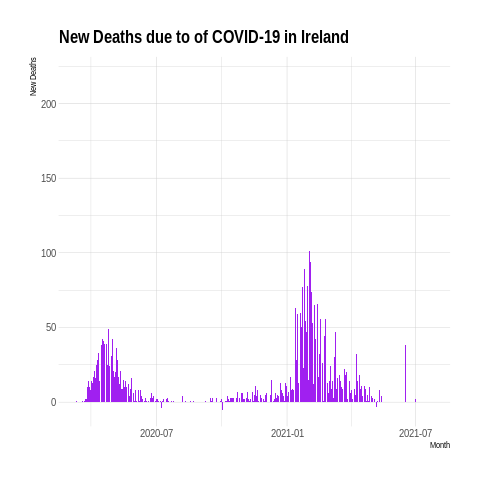 New Deaths due to of COVID-19 in Ireland
New Deaths
200
150
100
50
0
2020-07
2021-01
2021-07
Month